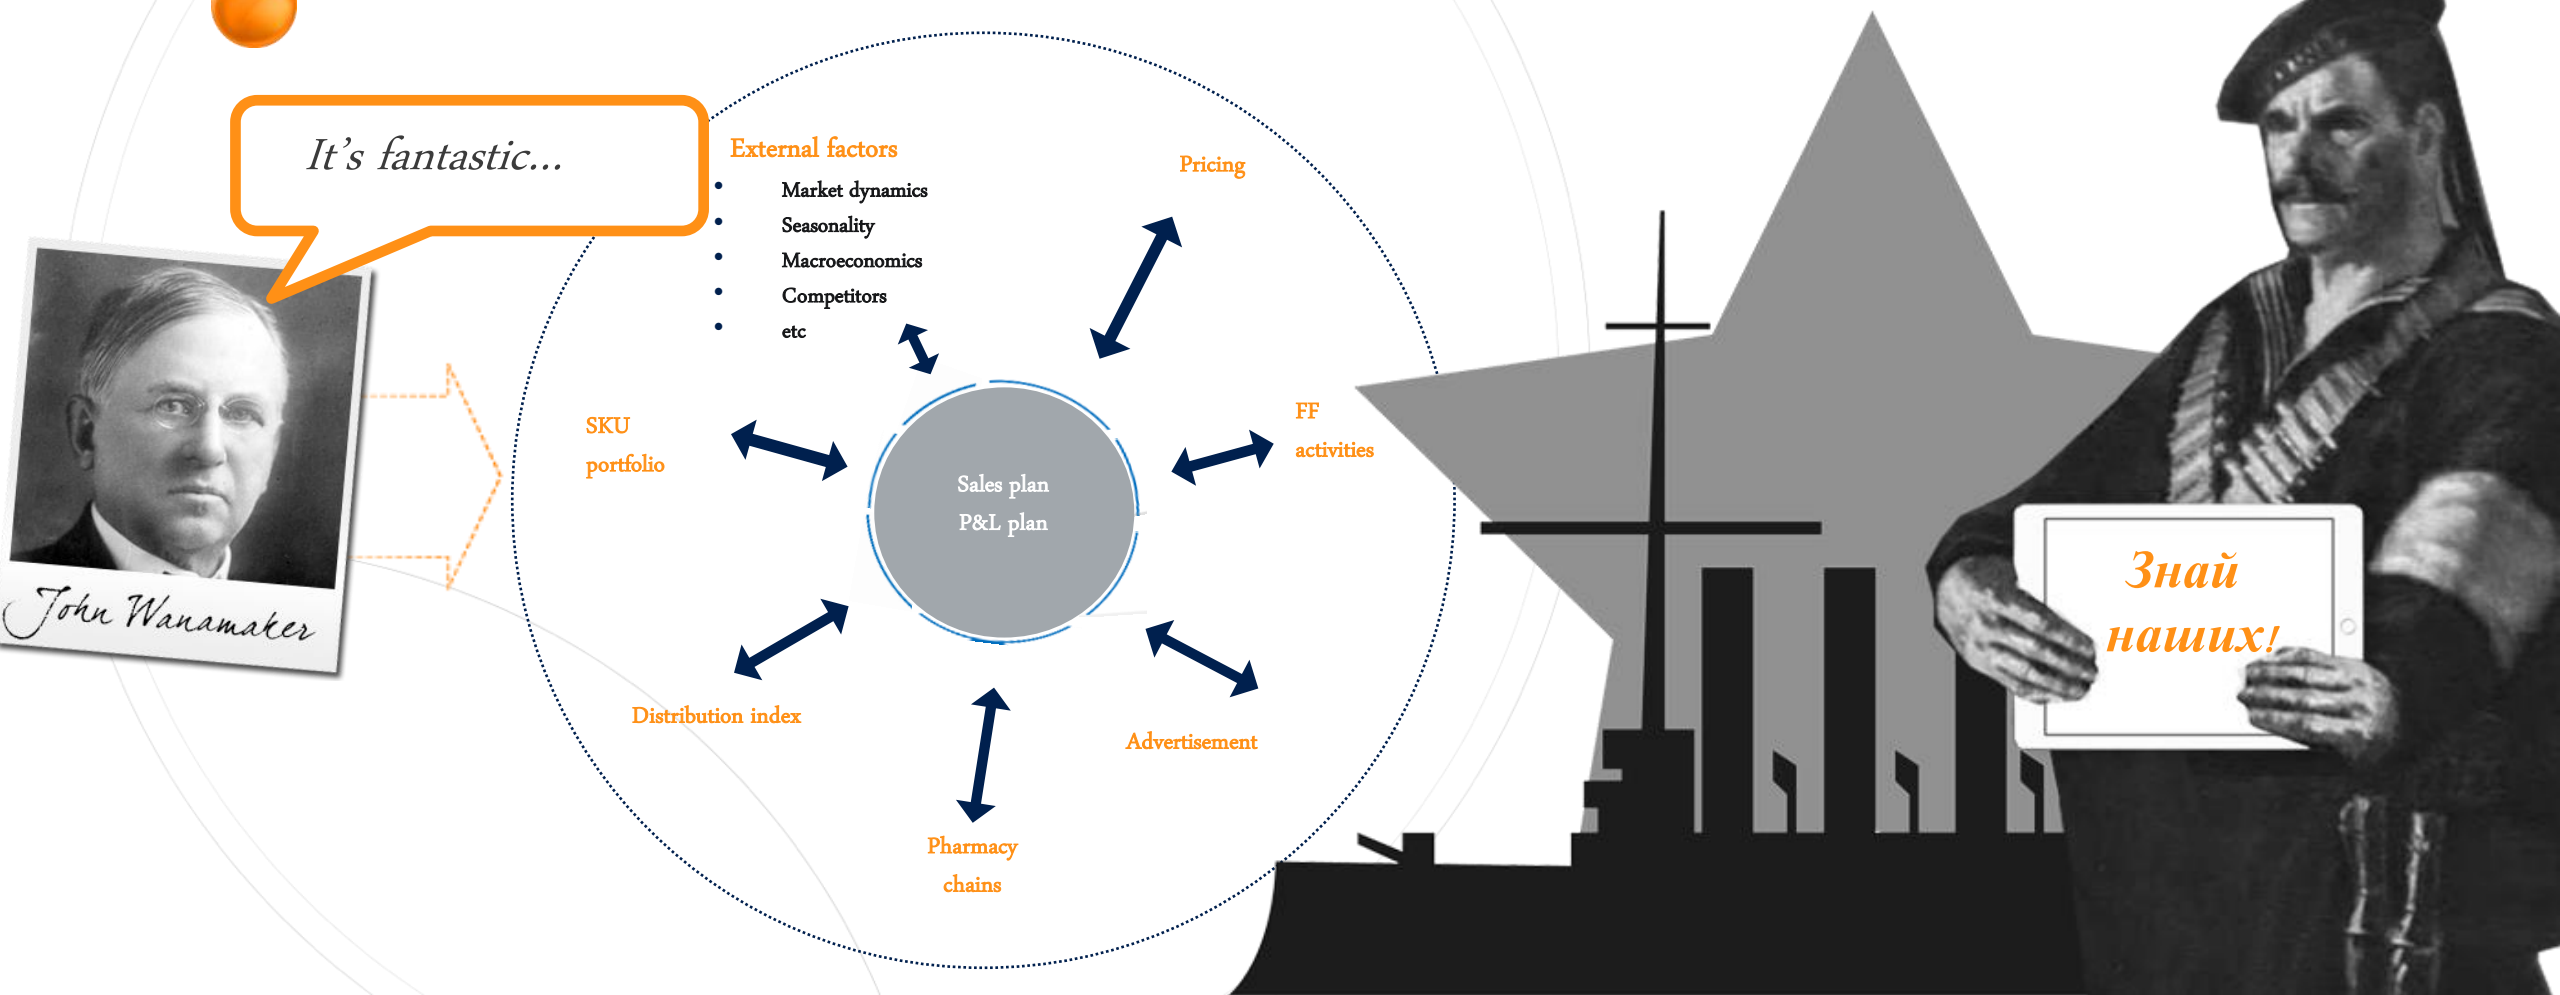 It's fantastic...
John Wanamaker
External factors
• Market dynamics
• Seasonality
• Macroeconomics
• Competitors
• etc
Pricing
SKU
portfolio
FF
activities
Sales plan
P&L plan
Distribution index
Advertisement
Pharmacy
chains
Знай
наших!